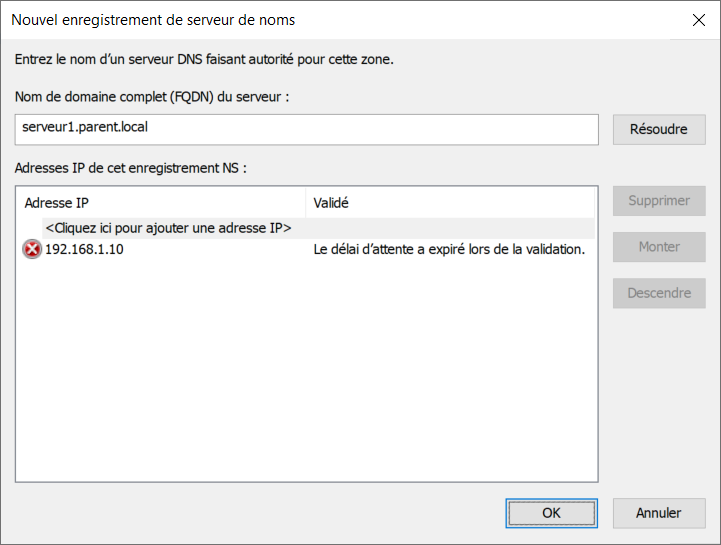 Nouvel enregistrement de serveur de noms
Entrez le nom d’un serveur DNS faisant autorité pour cette zone.
Nom de domaine complet (FQDN) du serveur :
serveur1.parent.local
Résoudre
Adresses IP de cet enregistrement NS :
Adresse IP Validé
Supprimer
<Cliquez ici pour ajouter une adresse IP>
192.168.1.10 Le délai d’attente a expiré lors de la validation.
Monter
Descendre
OK Annuler